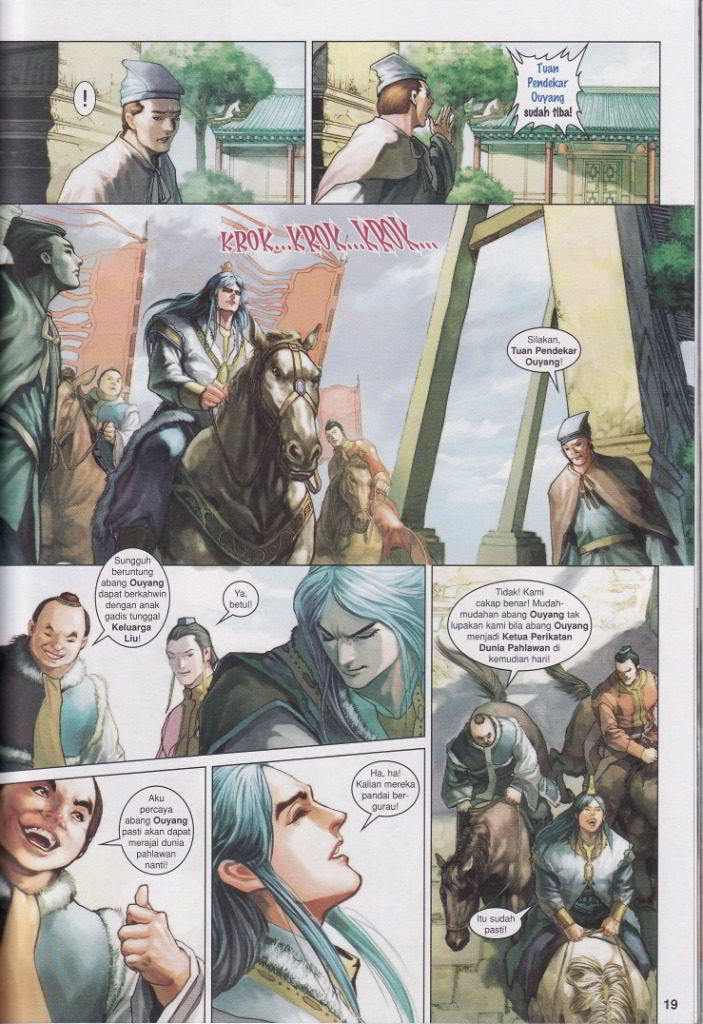 !
Tuan
Pendekar
Ouyang
sudah tiba!
KROK...KROK...KROK...
Silakan,
Tuan Pendekar
Ouyang!
Sungguh
beruntung
abang Ouyang
dapat berkahwin
dengan anak
gadis tunggal
Keluarga
Liu!
Ya,
betul!
Aku
percaya
abang Ouyang
pasti akan dapat
merajai dunia
pahlawan
nanti!
Ha, ha!
Kalian mereka
pandai ber-
gurau!
Tidak! Kami
cakap benar! Mudah-
mudahan abang Ouyang tak
lupakan kami bila abang Ouyang
menjadi Ketua Perikatan
Dunia Pahlawan di
kemudian hari!
Itu sudah
pasti!
19